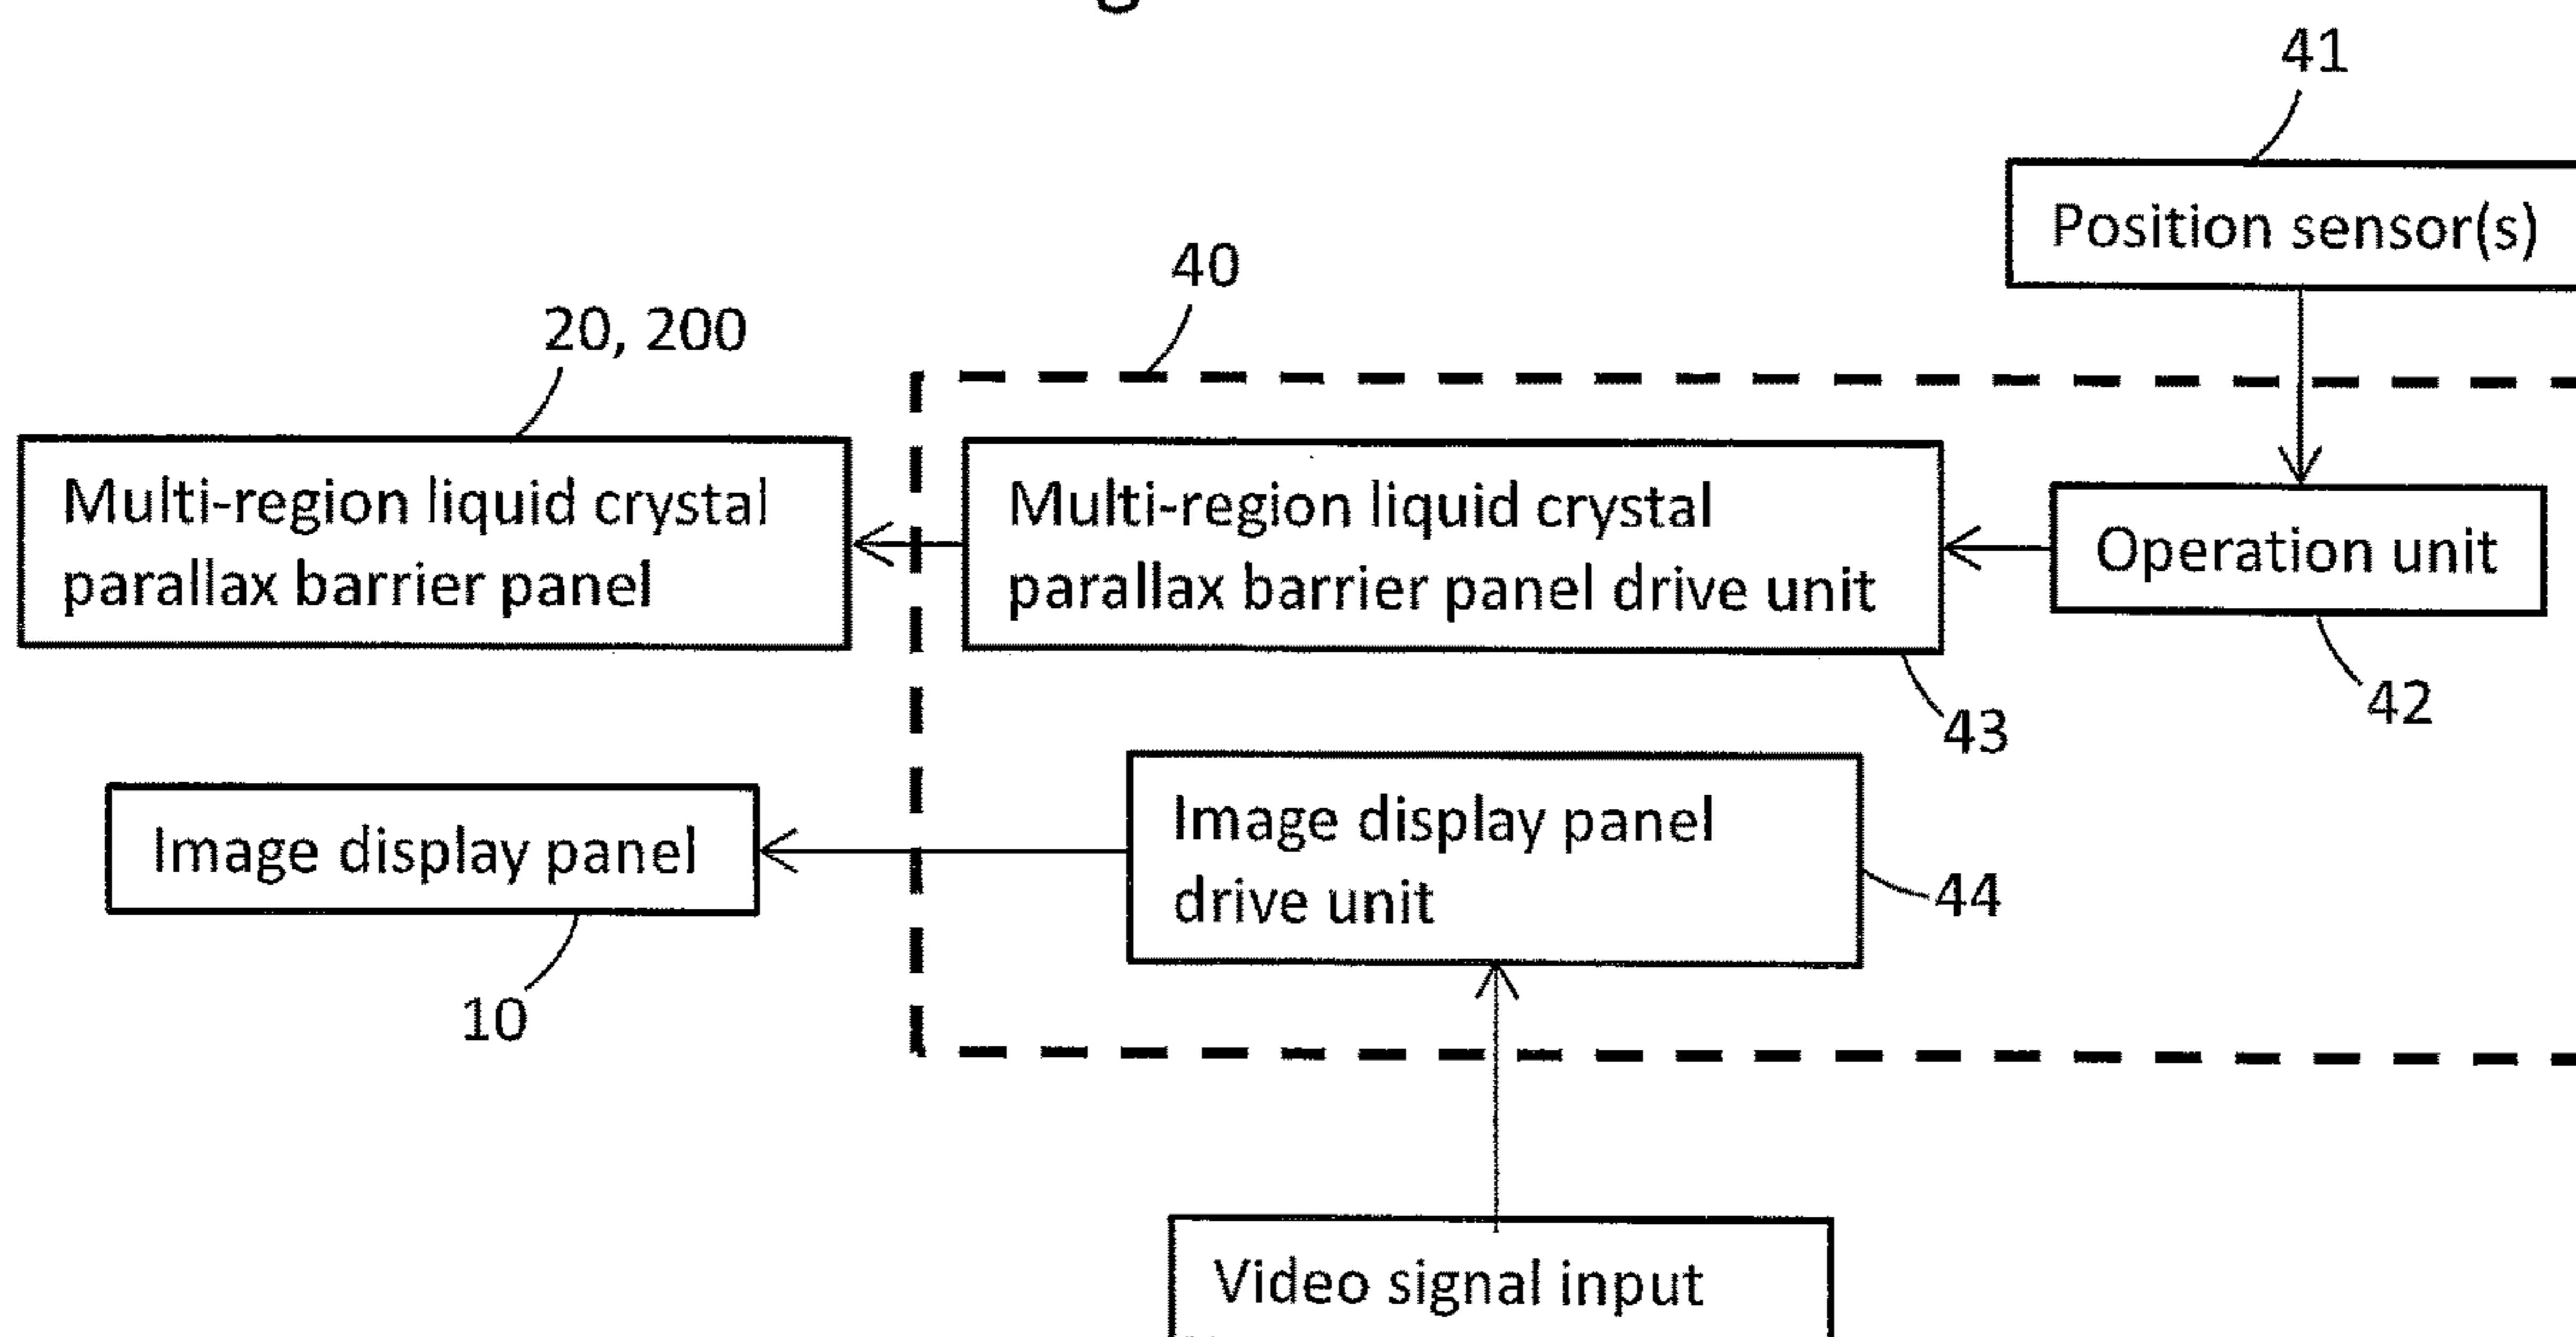 41
Position sensor(s)
40
20, 200
Multi-region liquid crystal
parallax barrier panel
Multi-region liquid crystal
parallax barrier panel drive unit
Operation unit
42
43
Image display panel
10
Image display panel
drive unit
44
Video signal input